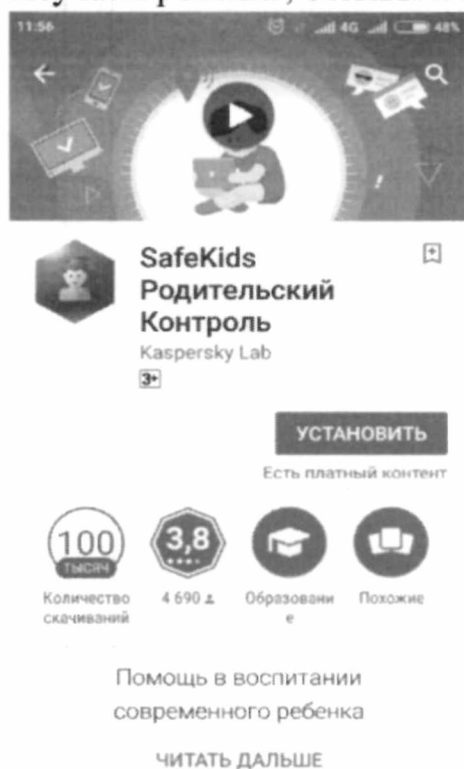 11:56
4G
48%
SafeKids
Родительский
Контроль
Kaspersky Lab
3+
УСТАНОВИТЬ
Есть платный контент
100
ТЫСЯЧ
3,8
Количество
скачиваний
4 690
Образовани
е
Похожие
Помощь в воспитании
современного ребенка
ЧИТАТЬ ДАЛЬШЕ